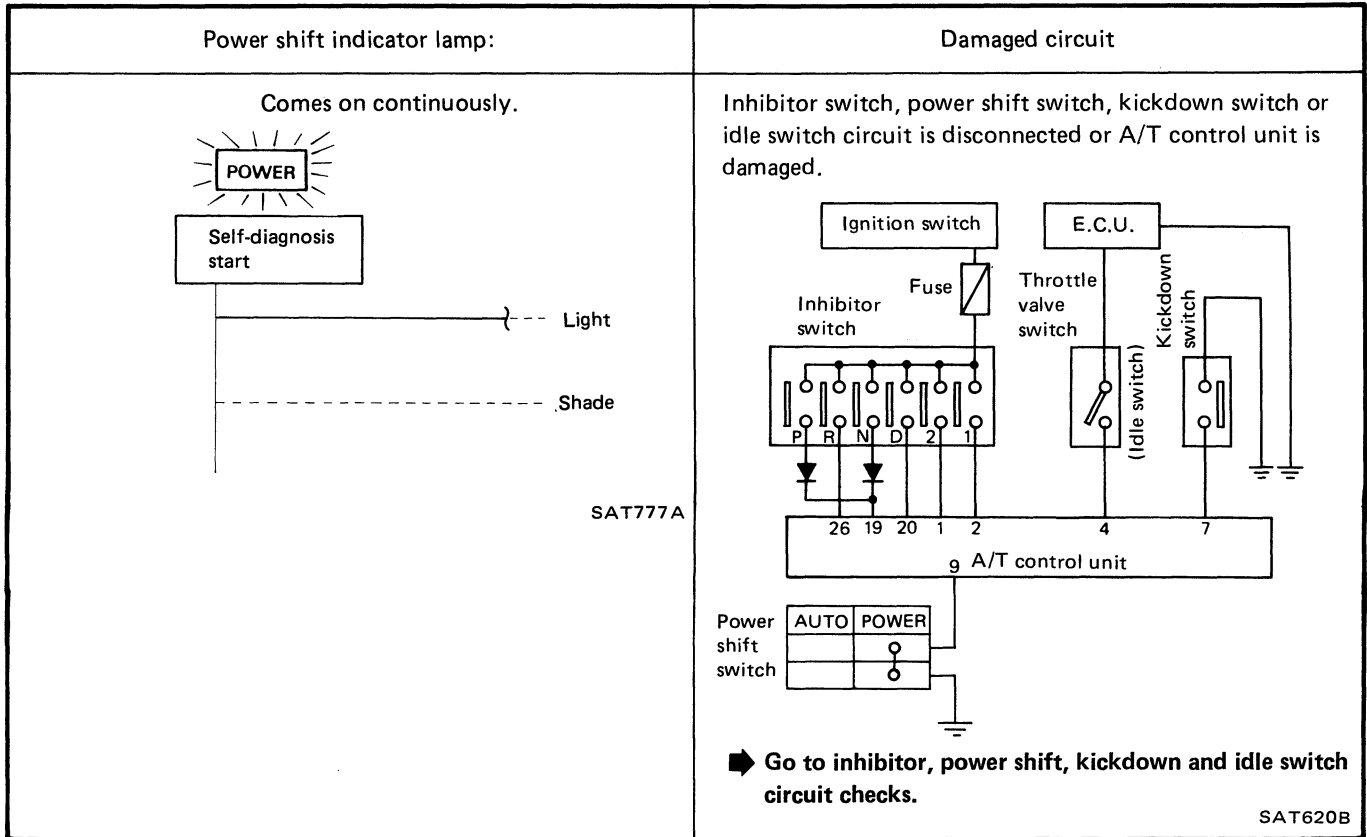 Power shift indicator lamp:
Damaged circuit
Comes on continuously.
POWER
Self-diagnosis
start
Light
Shade
SAT777A
Inhibitor switch, power shift switch, kickdown switch or
idle switch circuit is disconnected or A/T control unit is
damaged.
Ignition switch
E.C.U.
Fuse
Throttle
valve
switch
(Idle switch)
Kickdown
switch
Inhibitor
switch
P R N D 2 1
26 19 20 1 2 4 7
9 A/T control unit
Power
shift
switch
AUTO POWER
Go to inhibitor, power shift, kickdown and idle switch
circuit checks.
SAT620B